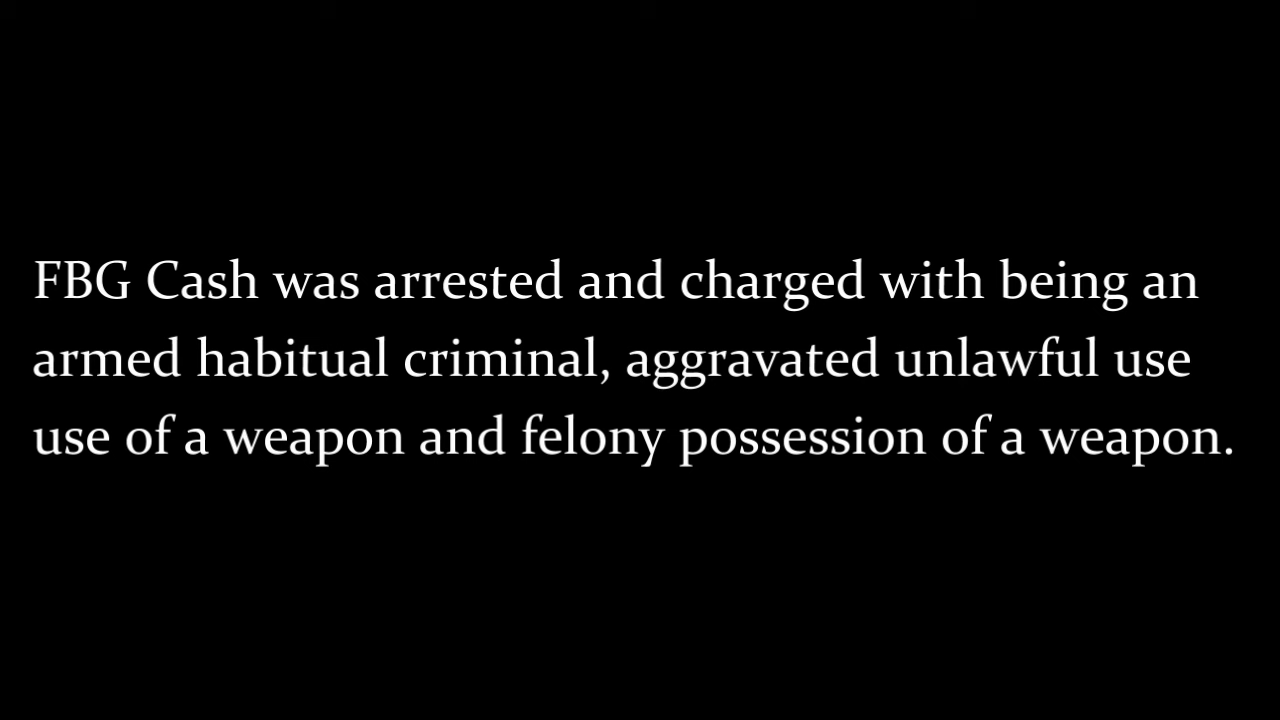 FBG Cash was arrested and charged with being an
armed habitual criminal, aggravated unlawful use
use of a weapon and felony possession of a weapon.